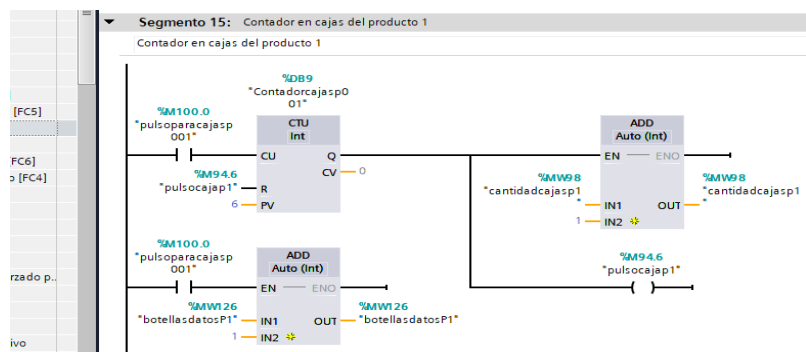 Segmento 15: Contador en cajas del producto 1
Contador en cajas del producto 1
[FC5]
[FC6]
[FC4]
rzado p..
ivo
%DB9
"Contadorcajasp0
01"
%M100.0
"pulsoparacajasp
001"
CTU
Int
CU
Q
CV
0
%M94.6
"pulsocajap1"
R
6
PV
ADD
Auto (Int)
EN
ENO
%MW98
"cantidadcajasp1
"
IN1
1
IN2
OUT
%MW98
"cantidadcajasp1
"
%M94.6
"pulsocajap1"
%M100.0
"pulsoparacajasp
001"
ADD
Auto (Int)
EN
ENO
%MW126
"botellasdatosP1"
IN1
1
IN2
OUT
%MW126
"botellasdatosP1"